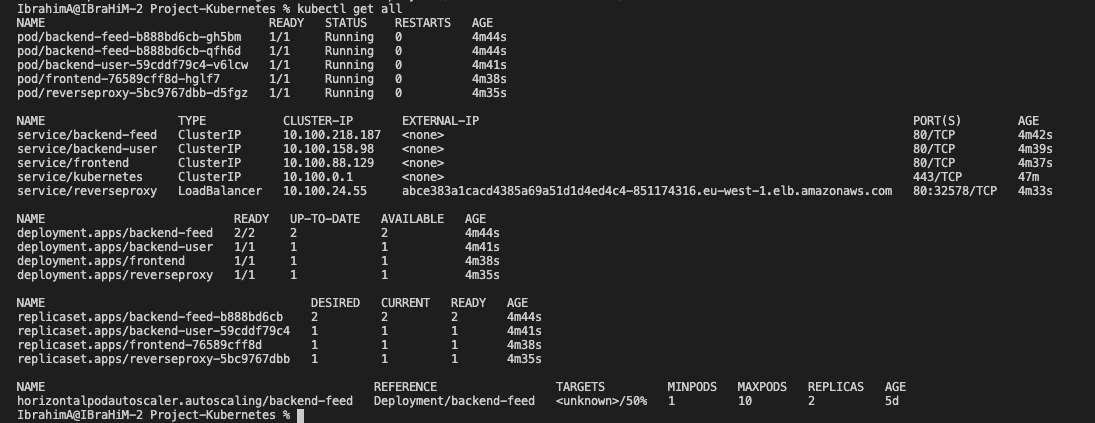 IbrahimA@IBraHiM-2 Project-Kubernetes % kubectl get all
NAME READY STATUS RESTARTS AGE
pod/backend-feed-b888bd6cb-gh5bm 1/1 Running 0 4m44s
pod/backend-feed-b888bd6cb-qfh6d 1/1 Running 0 4m44s
pod/backend-user-59cddf79c4-v6lcw 1/1 Running 0 4m41s
pod/frontend-76589cff8d-hglf7 1/1 Running 0 4m38s
pod/reverseproxy-5bc9767dbb-d5fgz 1/1 Running 0 4m35s
NAME TYPE CLUSTER-IP EXTERNAL-IP PORT(S) AGE
service/backend-feed ClusterIP 10.100.218.187 <none> 80/TCP 4m42s
service/backend-user ClusterIP 10.100.158.98 <none> 80/TCP 4m39s
service/frontend ClusterIP 10.100.88.129 <none> 80/TCP 4m37s
service/kubernetes ClusterIP 10.100.0.1 <none> 443/TCP 47m
service/reverseproxy LoadBalancer 10.100.24.55 abce383a1cacd4385a69a51d1d4ed4c4-851174316.eu-west-1.elb.amazonaws.com 80:32578/TCP 4m33s
NAME READY UP-TO-DATE AVAILABLE AGE
deployment.apps/backend-feed 2/2 2 2 4m44s
deployment.apps/backend-user 1/1 1 1 4m41s
deployment.apps/frontend 1/1 1 1 4m38s
deployment.apps/reverseproxy 1/1 1 1 4m35s
NAME DESIRED CURRENT READY AGE
replicaset.apps/backend-feed-b888bd6cb 2 2 2 4m44s
replicaset.apps/backend-user-59cddf79c4 1 1 1 4m41s
replicaset.apps/frontend-76589cff8d 1 1 1 4m38s
replicaset.apps/reverseproxy-5bc9767dbb 1 1 1 4m35s
NAME REFERENCE TARGETS MINPODS MAXPODS REPLICAS AGE
horizontalpodautoscaler.autoscaling/backend-feed Deployment/backend-feed <unknown>/50% 1 10 2 5d
IbrahimA@IBraHiM-2 Project-Kubernetes %